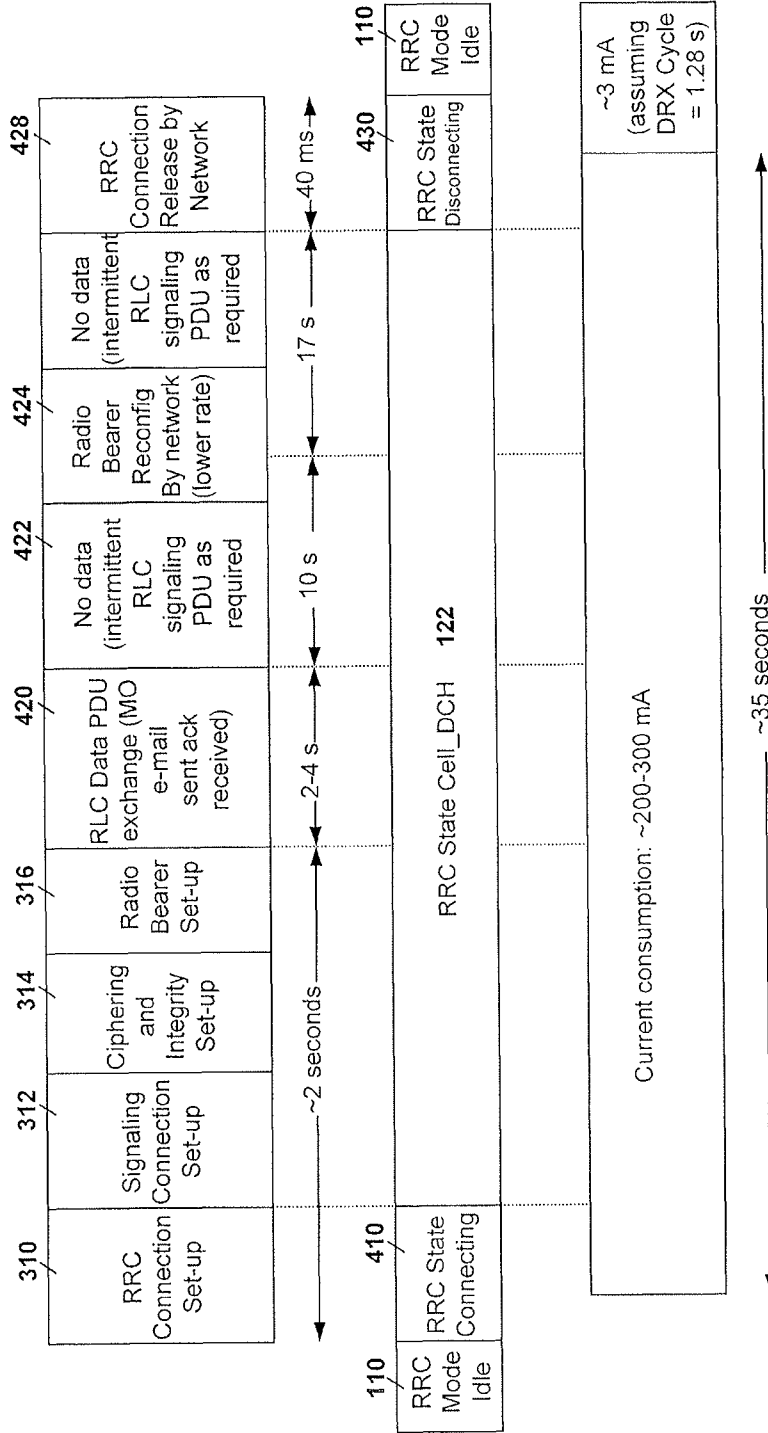 310
RRC
Connection
Set-up
312
Signaling
Connection
Set-up
314
Ciphering
and
Integrity
Set-up
316
Radio
Bearer
Set-up
420
RLC Data PDU
exchange (MO
e-mail
sent ack
received)
422
No data
(intermittent
RLC
signaling
PDU as
required
424
Radio
Bearer
Reconfig
By network
(lower rate)
No data
(intermittent
RLC
signaling
PDU as
required
428
RRC
Connection
Release by
Network
~2 seconds
2-4 s
10 s
17 s
40 ms
110
RRC
Mode
Idle
410
RRC State
Connecting
RRC State Cell_DCH 122
430
RRC State
Disconnecting
110
RRC
Mode
Idle
Current consumption: ~200-300 mA
~3 mA
(assuming
DRX Cycle
= 1.28 s)
~35 seconds